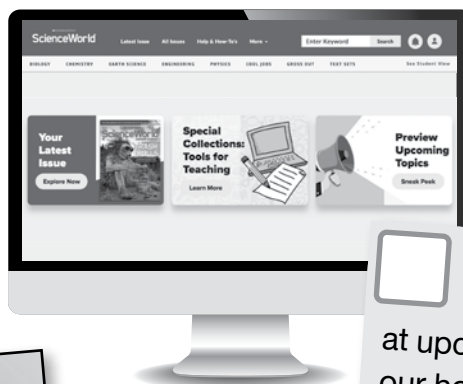 ScienceWorld
Latest Issue All Issues Help & How-To's More
Enter Keyword Search
BIOLOGY CHEMISTRY EARTH SCIENCE ENGINEERING PHYSICS COOL JOBS GROSS OUT TEXT SETS See Student View
Your
Latest
Issue
Explore Now
ScienceWorld
Special
Collections:
Tools for
Teaching
Learn More
Preview
Upcoming
Topics
Sneak Peek
at upc
our b